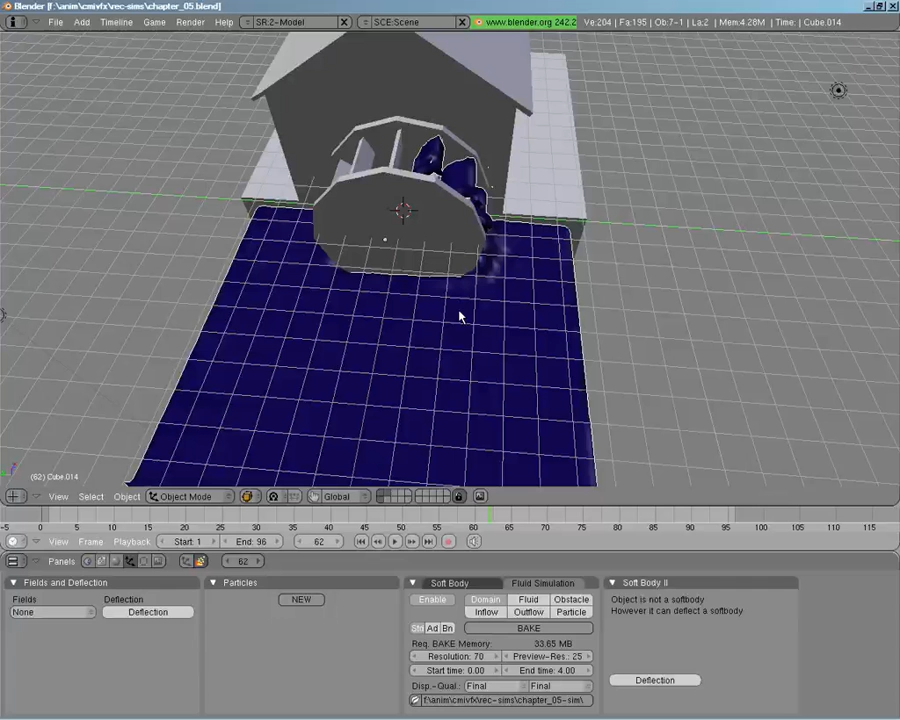 Blender [f:\anim\cmivfx\rec-sims\chapter_05.blend]
File Add Timeline Game Render Help SR:2-Model SCE:Scene www.blender.org 242.2 Ve:204 | Fa:195 | Ob:7-1 | La:2 | Mem:4.28M | Time: | Cube.014
(62) Cube.014
View Select Object Object Mode Global
-5 0 5 10 15 20 25 30 35 40 45 50 55 60 65 70 75 80 85 90 95 100 105 110 115
View Frame Playback Start: 1 End: 96 62
Panels 62
Fields and Deflection Particles Soft Body Fluid Simulation Soft Body II
Fields Deflection NEW Enable Domain Fluid Obstacle Object is not a softbody
None Deflection Inflow Outflow Particle However it can deflect a softbody
Ad Bn BAKE
Req. BAKE Memory: 33.65 MB
Resolution: 70 Preview-Res.: 25
Start time: 0.00 End time: 4.00
Deflection
Disp.-Qual.: Final Final
f:\anim\cmivfx\rec-sims\chapter_05-sim\